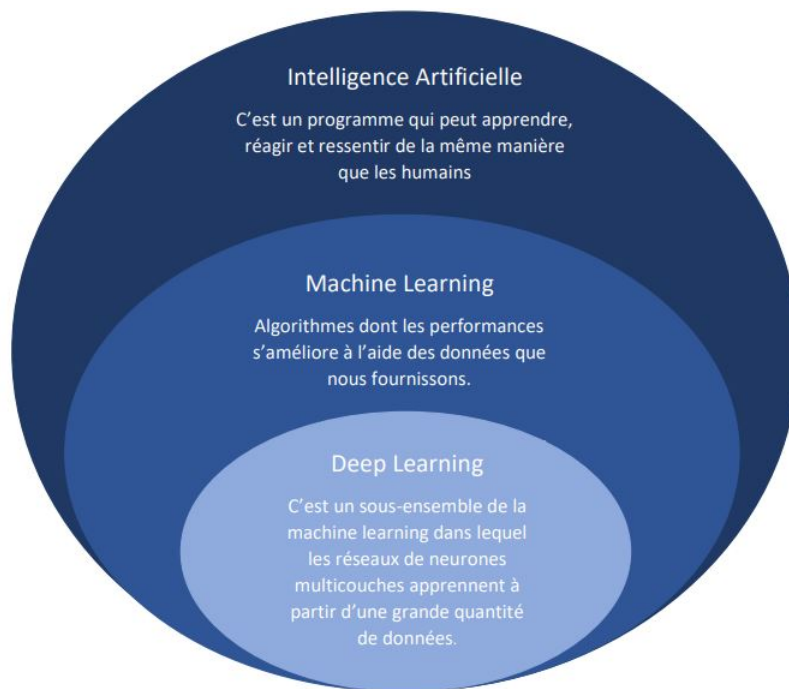 Intelligence Artificielle
C’est un programme qui peut apprendre,
réagir et ressentir de la même manière
que les humains
Machine Learning
Algorithmes dont les performances
s’améliore à l’aide des données que
nous fournissons.
Deep Learning
C’est un sous-ensemble de la
machine learning dans lequel
les réseaux de neurones
multicouches apprennent à
partir d’une grande quantité
de données.